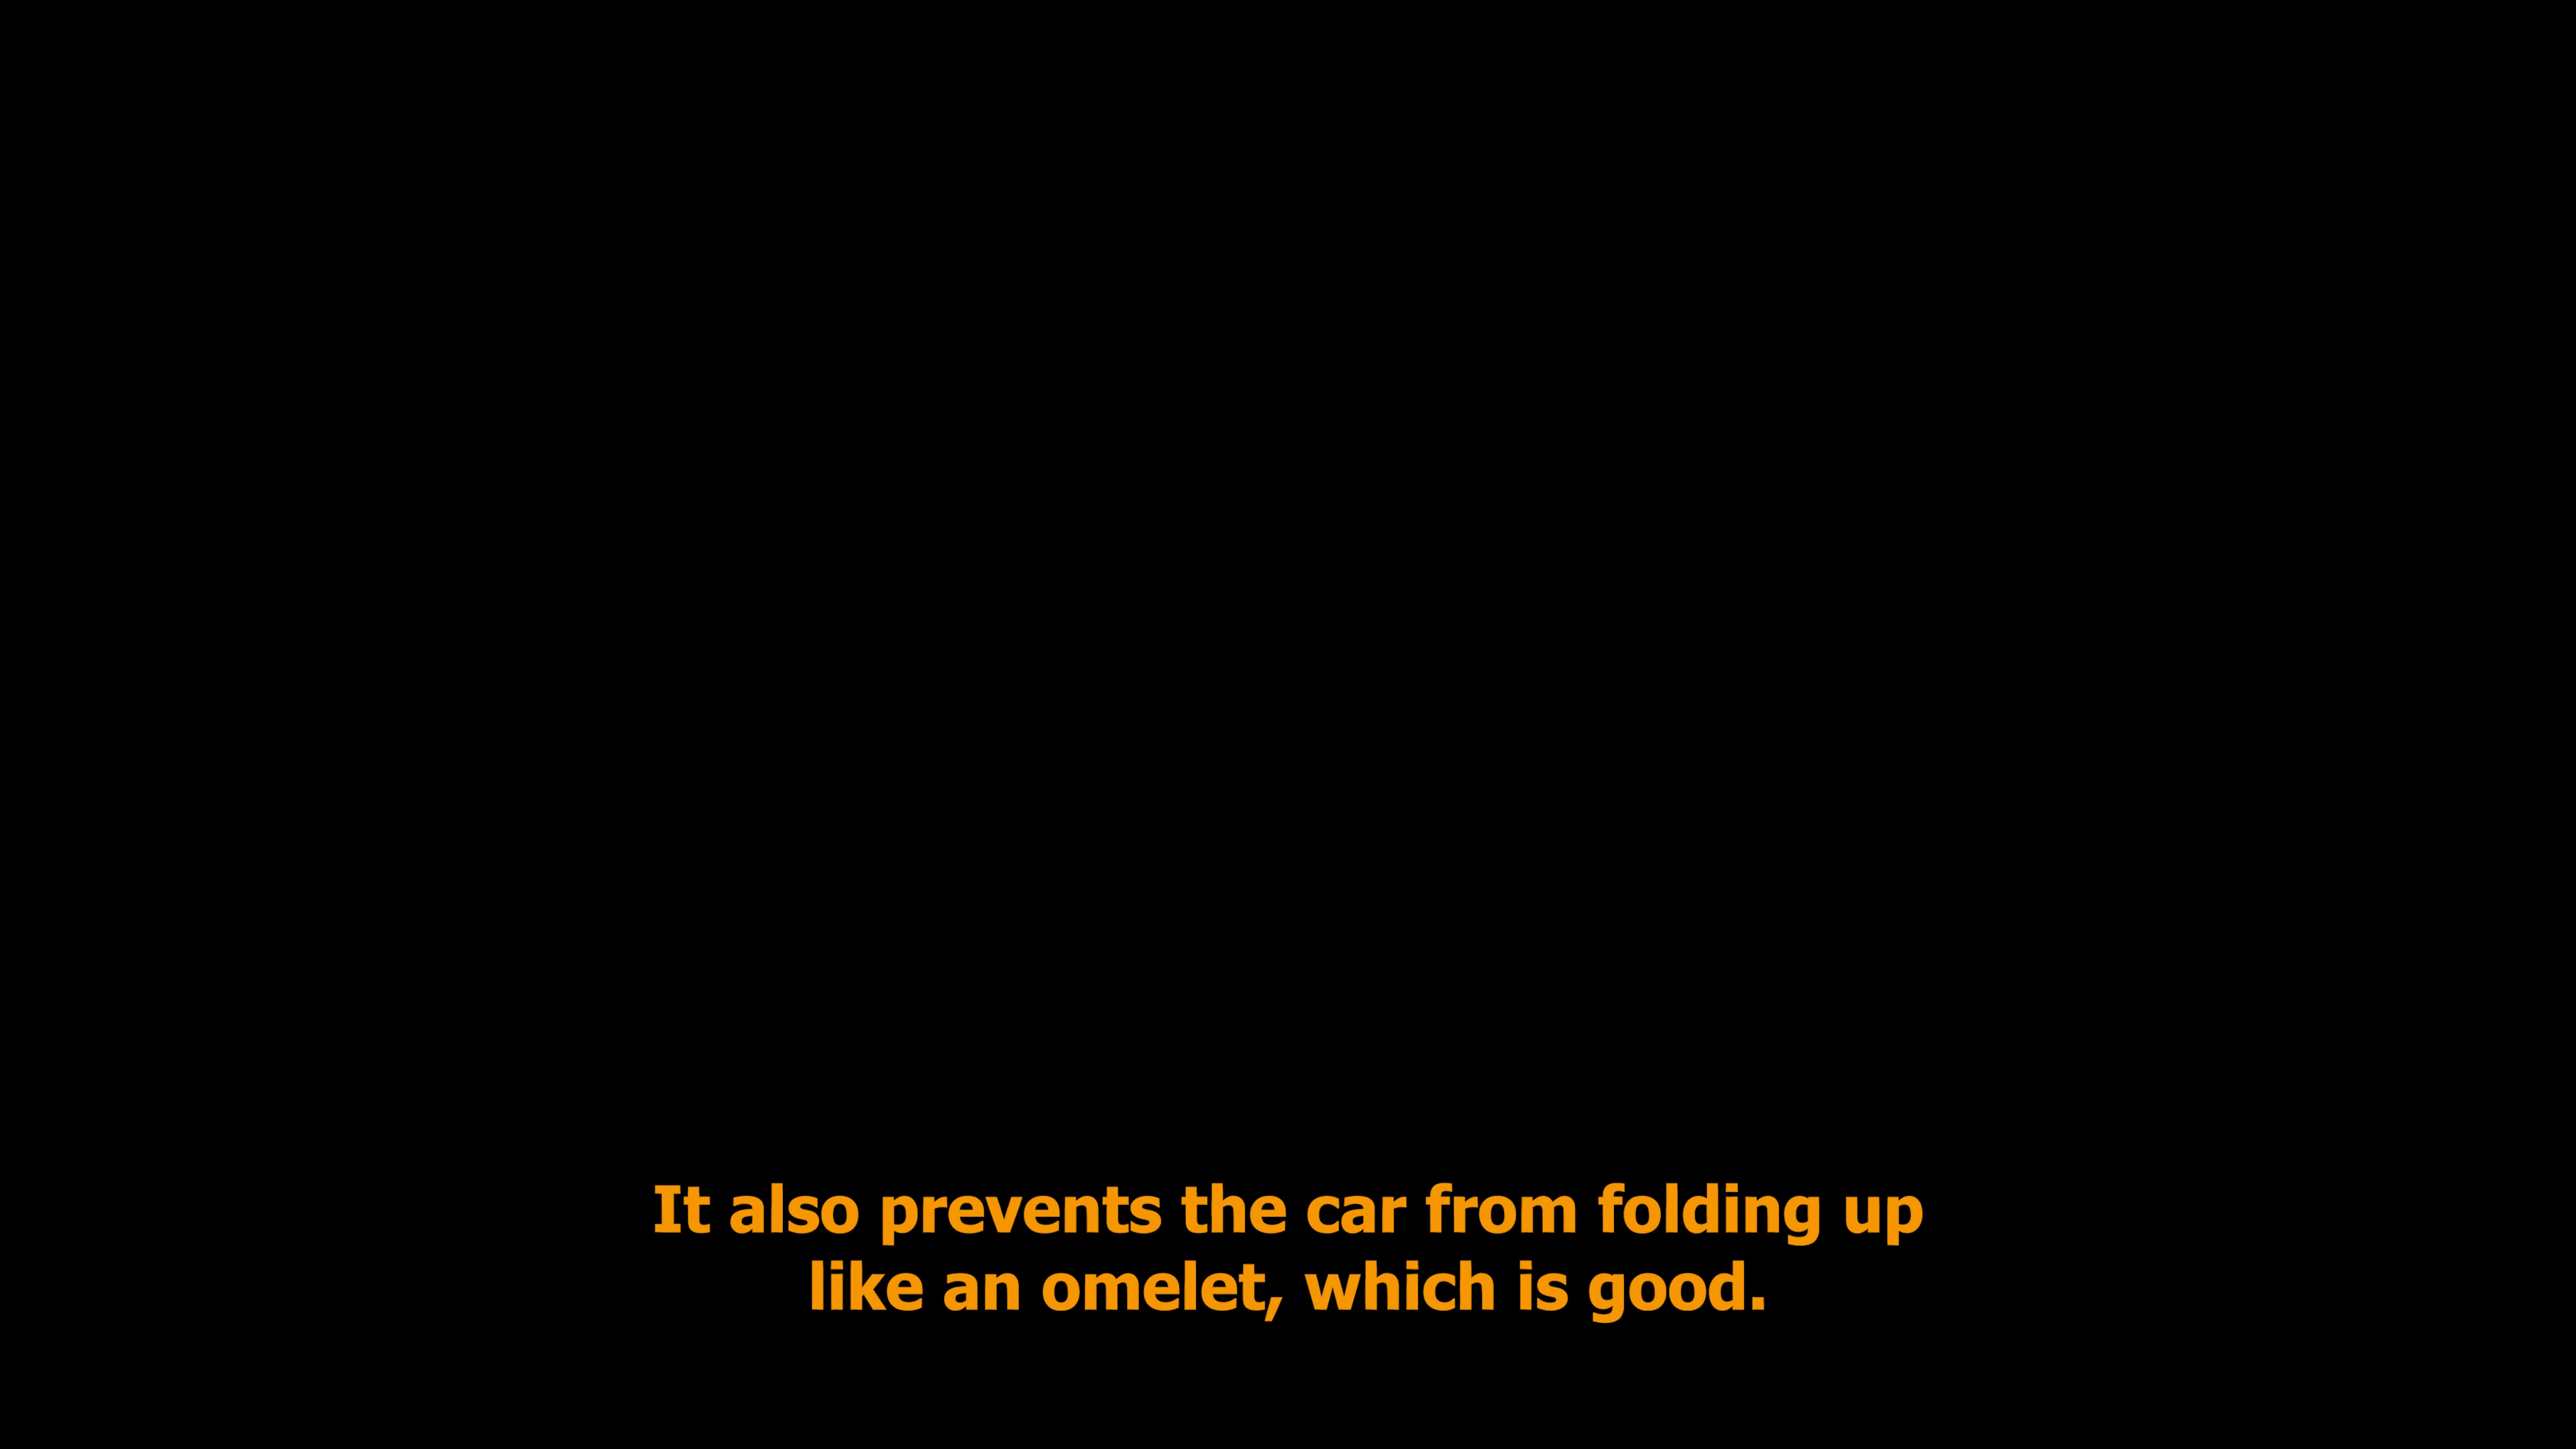 It also prevents the car from folding up
like an omelet, which is good.